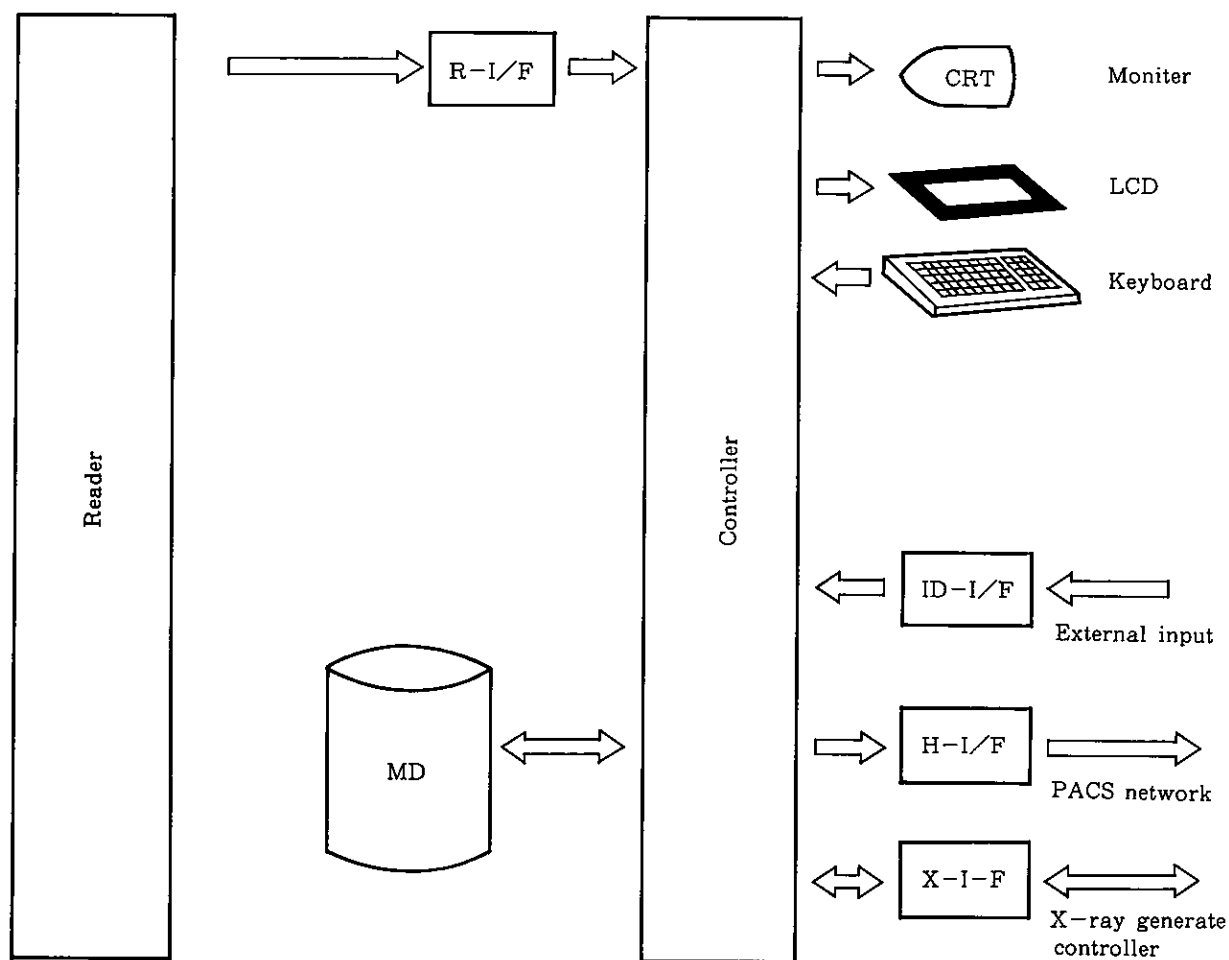 Reader
R-I/F
Controller
CRT
Moniter
LCD
Keyboard
ID-I/F
External input
MD
H-I/F
PACS network
X-I-F
X-ray generate
controller